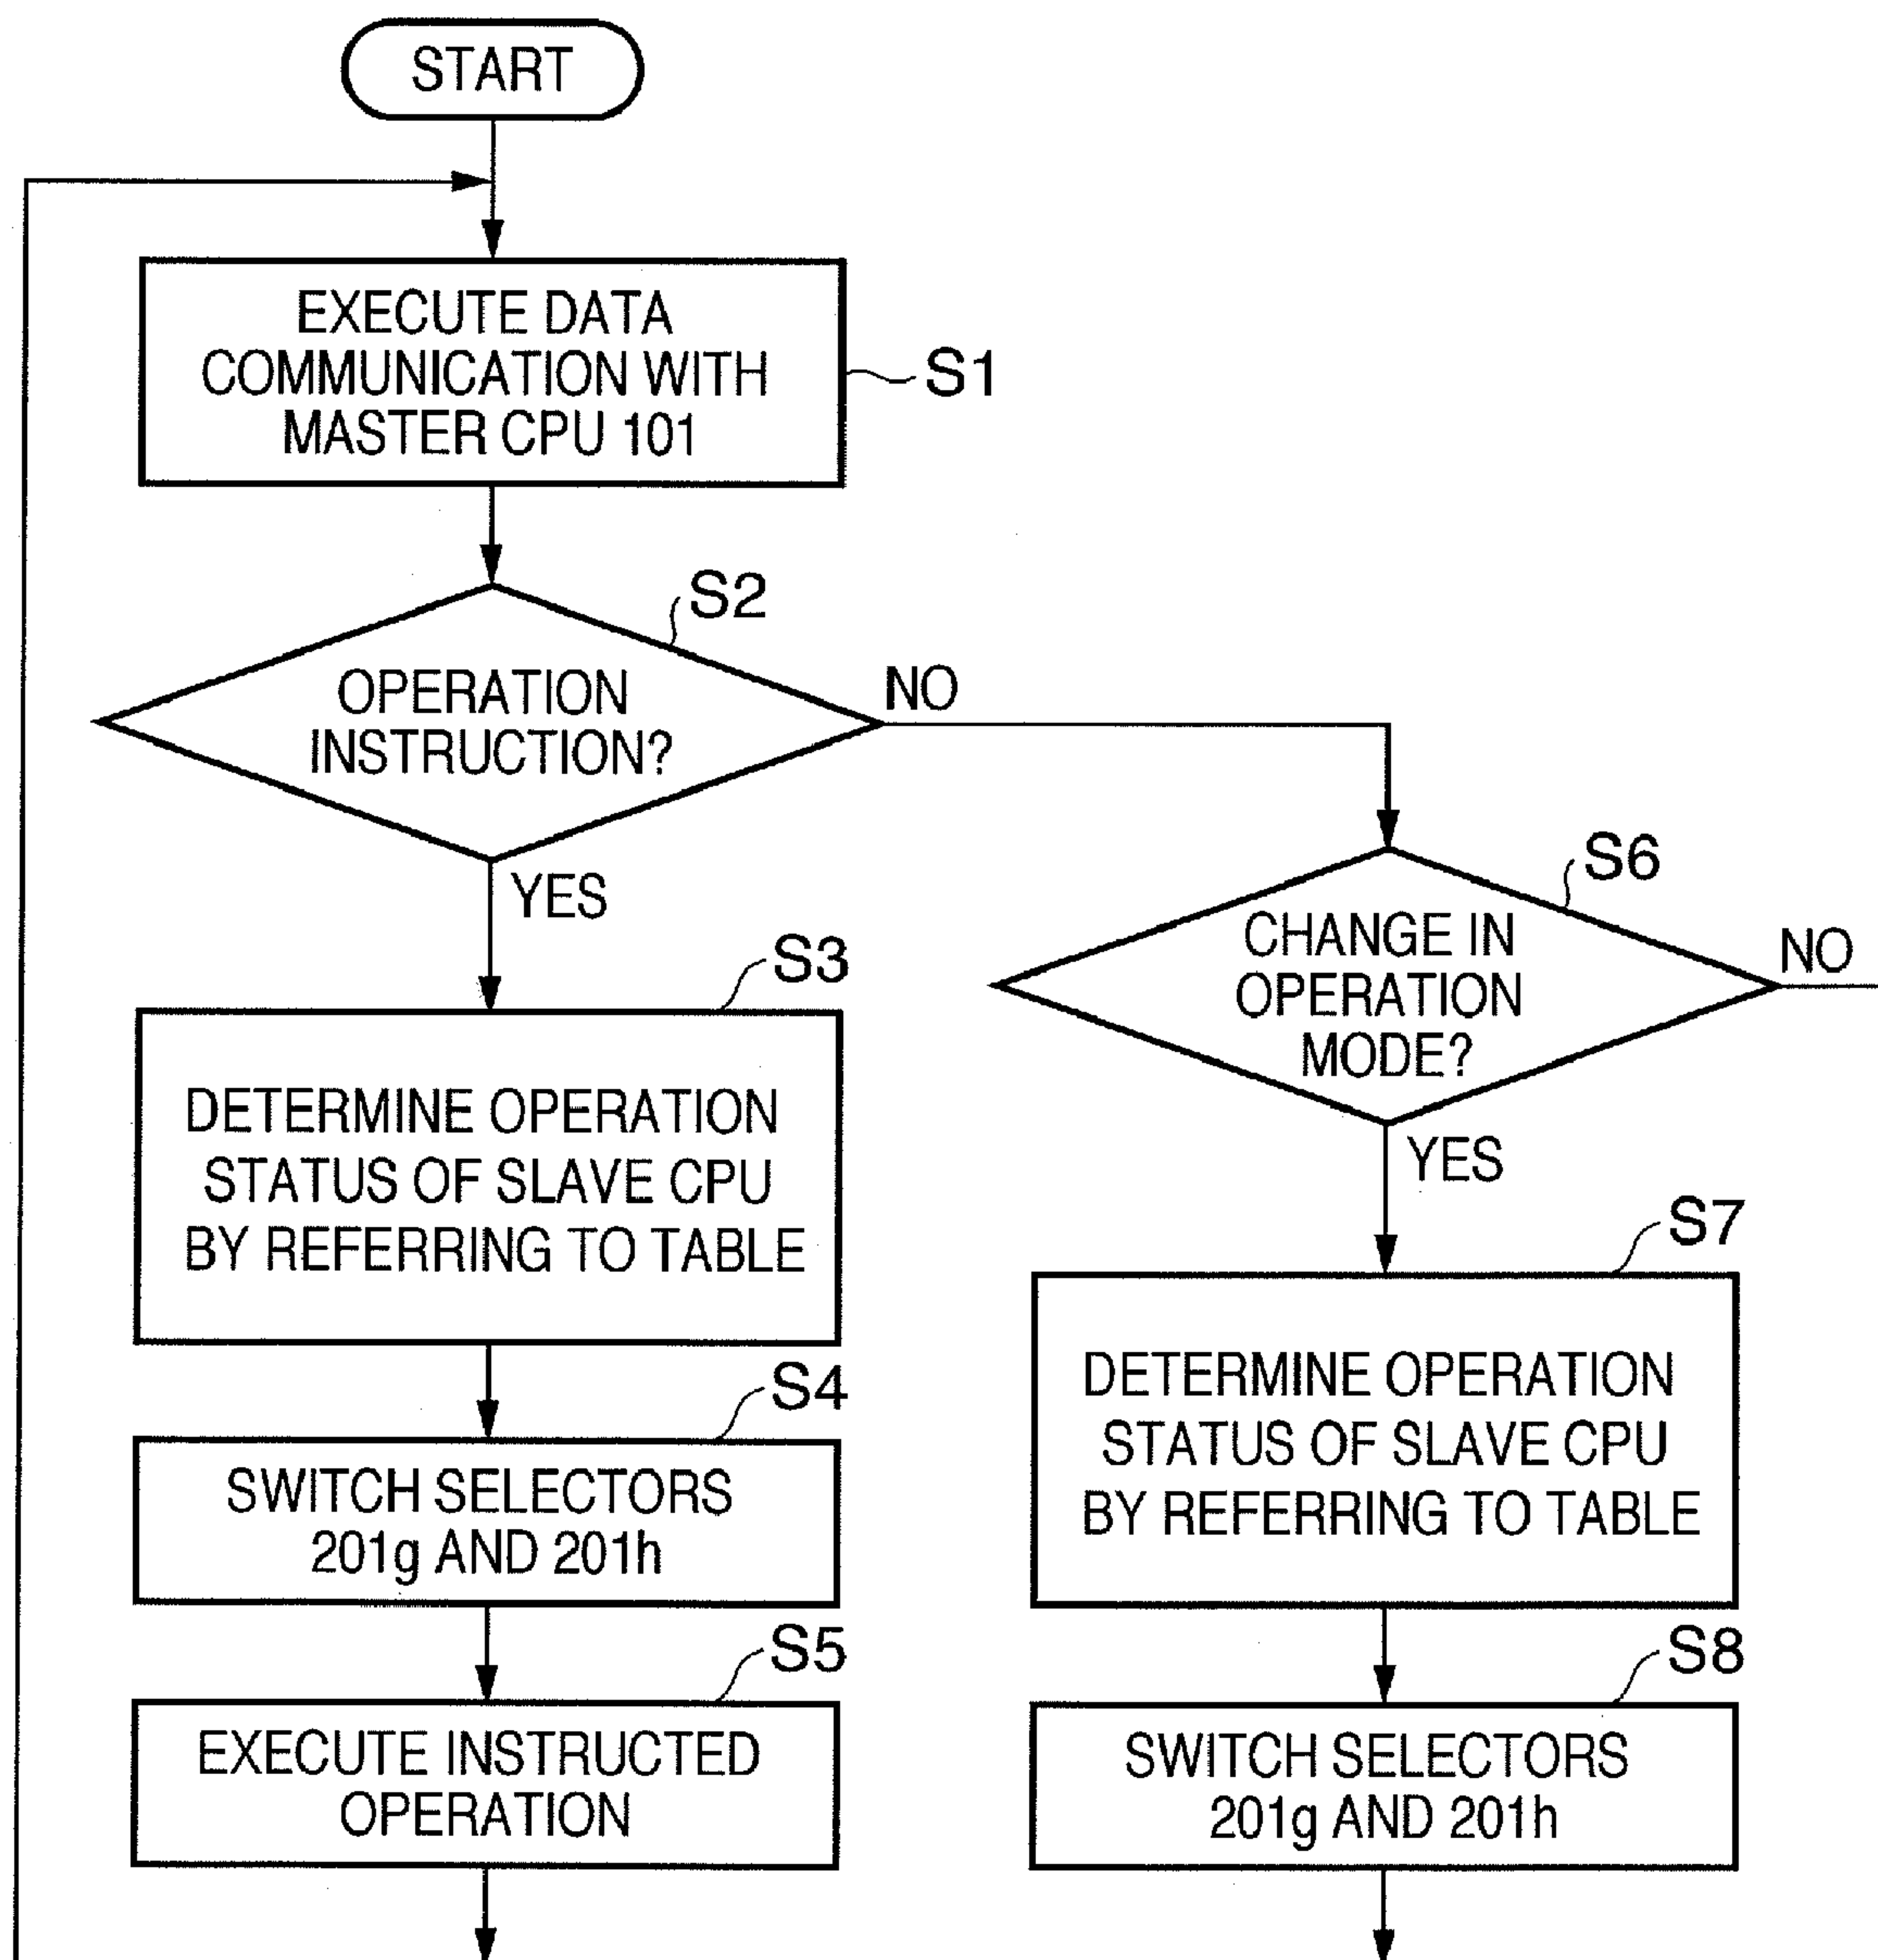 START
EXECUTE DATA
COMMUNICATION WITH
MASTER CPU 101
S1
S2
OPERATION
INSTRUCTION?
NO
YES
S3
DETERMINE OPERATION
STATUS OF SLAVE CPU
BY REFERRING TO TABLE
S4
SWITCH SELECTORS
201g AND 201h
S5
EXECUTE INSTRUCTED
OPERATION
S6
CHANGE IN
OPERATION
MODE?
NO
YES
S7
DETERMINE OPERATION
STATUS OF SLAVE CPU
BY REFERRING TO TABLE
S8
SWITCH SELECTORS
201g AND 201h